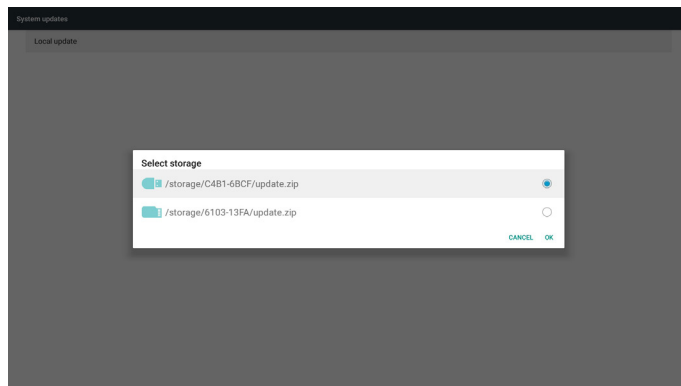 System updates
Local update
Select storage
/storage/C4B1-6BCF/update.zip
/storage/6103-13FA/update.zip
CANCEL OK